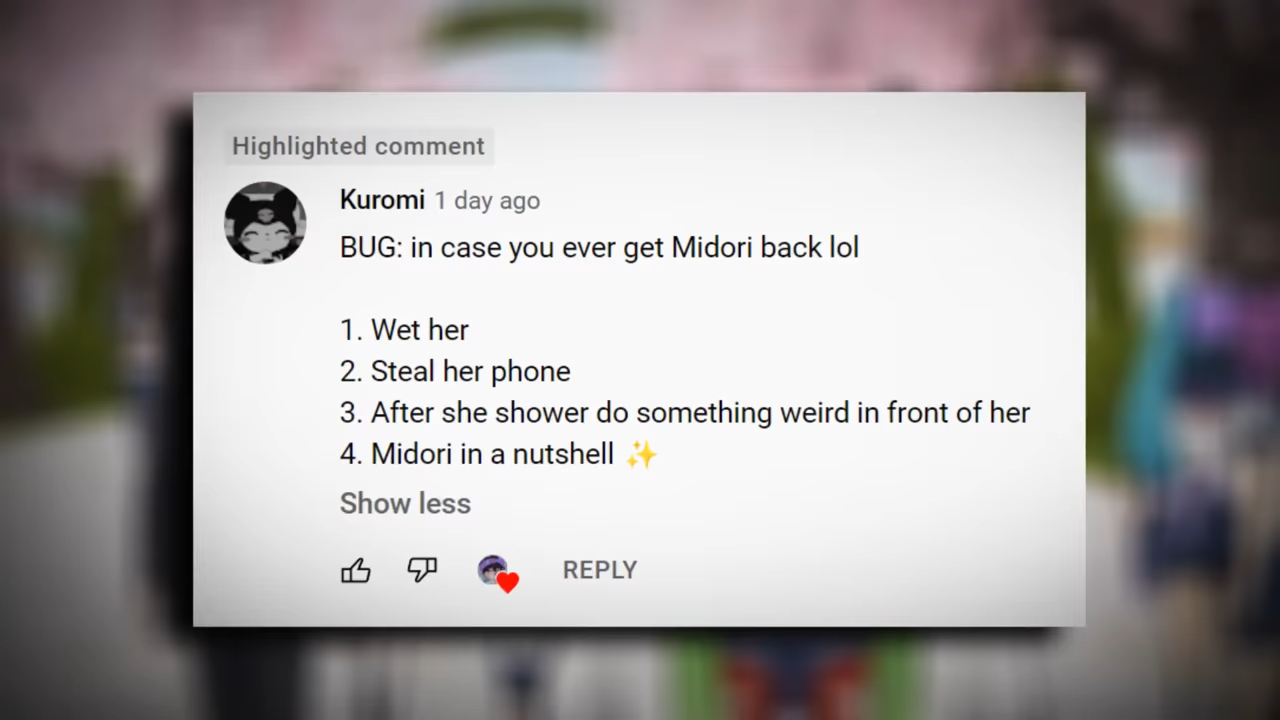 Highlighted comment
Kuromi 1 day ago
BUG: in case you ever get Midori back lol
1. Wet her
2. Steal her phone
3. After she shower do something weird in front of her
4. Midori in a nutshell ✨
Show less
REPLY